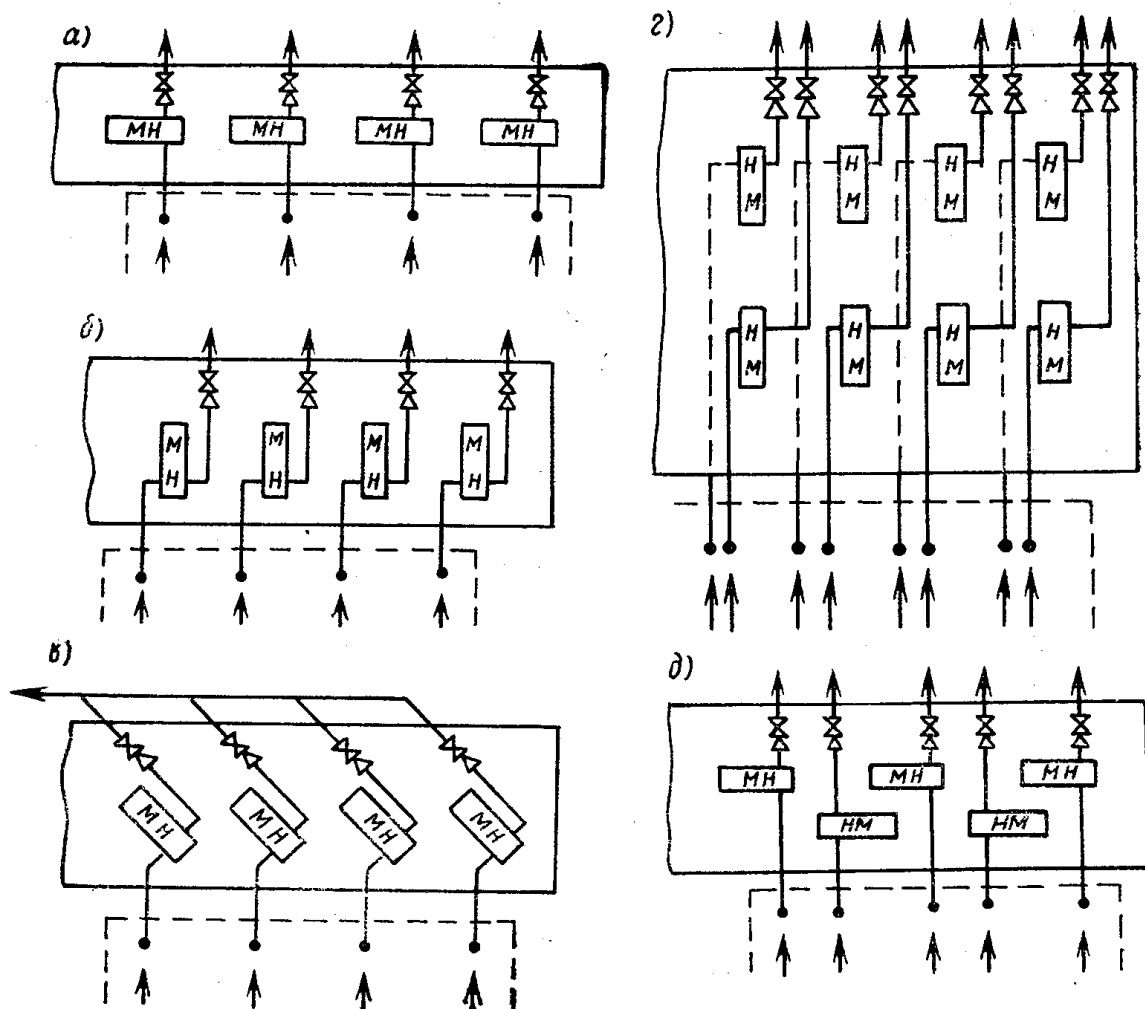 а)
МН МН МН МН
б)
М М М М
Н Н Н Н
в)
МН МН МН МН
г)
Н Н Н Н
М М М М
Н Н Н Н
М М М М
д)
МН МН МН
НМ НМ